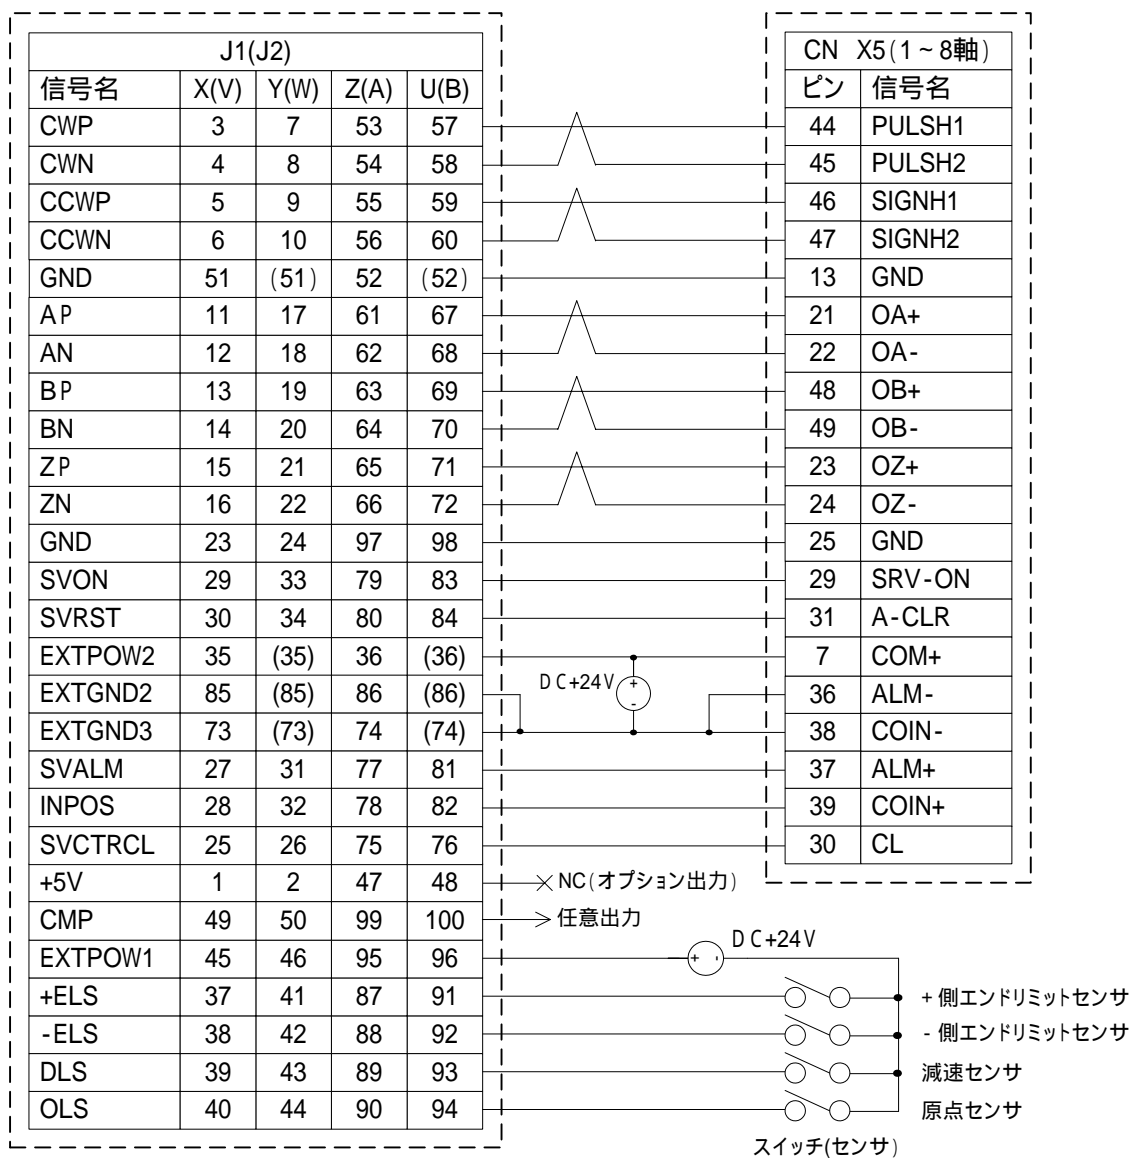 J1(J2)
信号名 X(V) Y(W) Z(A) U(B)
CWP 3 7 53 57
CWN 4 8 54 58
CCWP 5 9 55 59
CCWN 6 10 56 60
GND 51 (51) 52 (52)
AP 11 17 61 67
AN 12 18 62 68
BP 13 19 63 69
BN 14 20 64 70
ZP 15 21 65 71
ZN 16 22 66 72
GND 23 24 97 98
SVON 29 33 79 83
SVRST 30 34 80 84
EXTPOW2 35 (35) 36 (36)
EXTGND2 85 (85) 86 (86)
EXTGND3 73 (73) 74 (74)
SVALM 27 31 77 81
INPOS 28 32 78 82
SVCTRCL 25 26 75 76
+5V 1 2 47 48
CMP 49 50 99 100
EXTPOW1 45 46 95 96
+ELS 37 41 87 91
-ELS 38 42 88 92
DLS 39 43 89 93
OLS 40 44 90 94
DC+24V
+
-
CN X5(1~8軸)
ピン 信号名
44 PULSH1
45 PULSH2
46 SIGNH1
47 SIGNH2
13 GND
21 OA+
22 OA-
48 OB+
49 OB-
23 OZ+
24 OZ-
25 GND
29 SRV-ON
31 A-CLR
7 COM+
36 ALM-
38 COIN-
37 ALM+
39 COIN+
30 CL
NC(オプション出力)
任意出力
DC+24V
+ -
+側エンドリミットセンサ
-側エンドリミットセンサ
減速センサ
原点センサ
スイッチ(センサ)